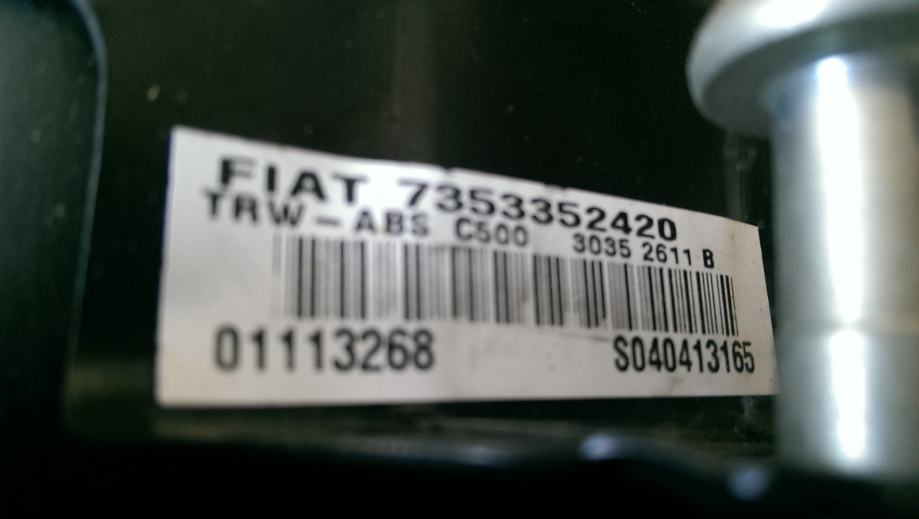 FIAT 7353352420
TRW-ABS C500 3035 2611 B
01113268 S040413165